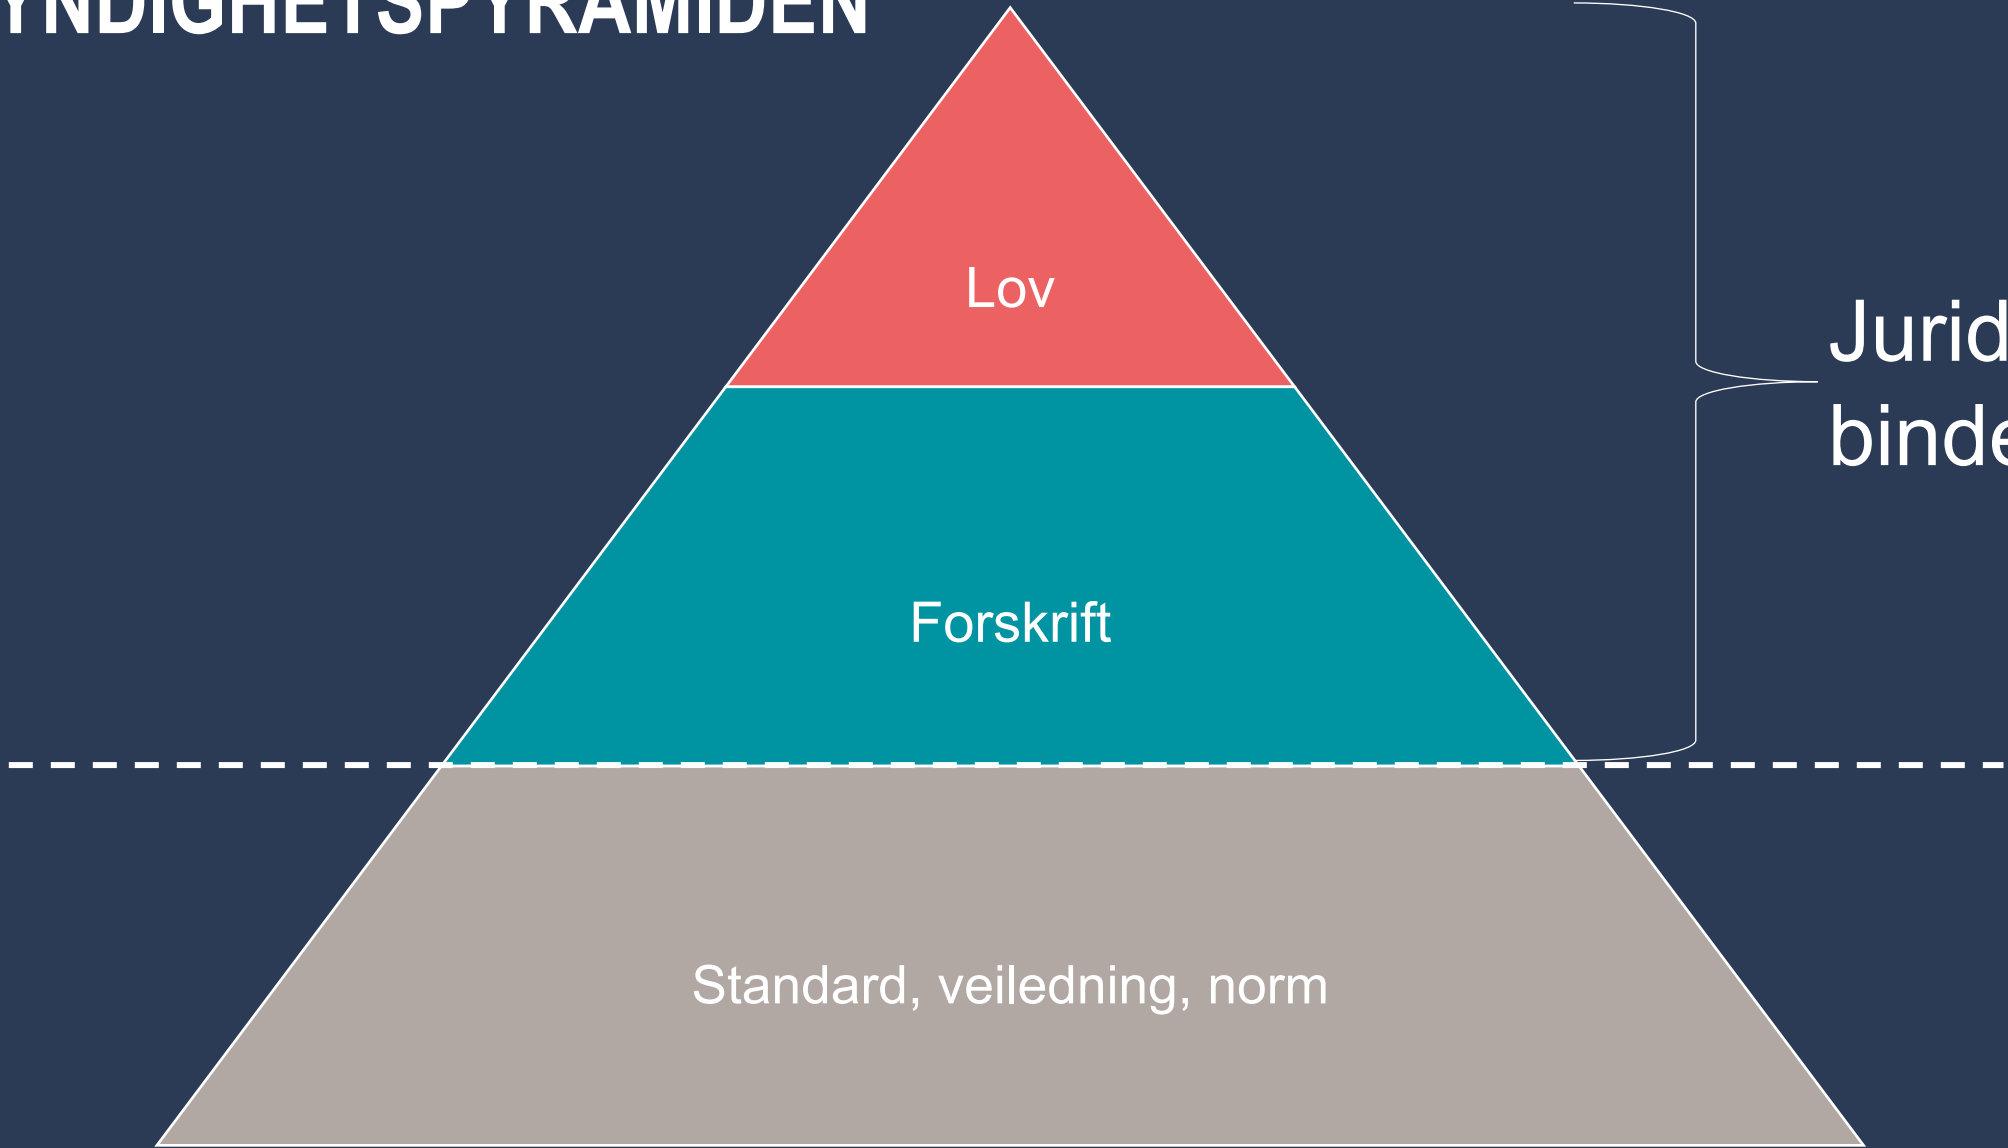 YNDIGHETSPYRAMIDEN
Lov
Jurid
binde
Forskrift
Standard, veiledning, norm